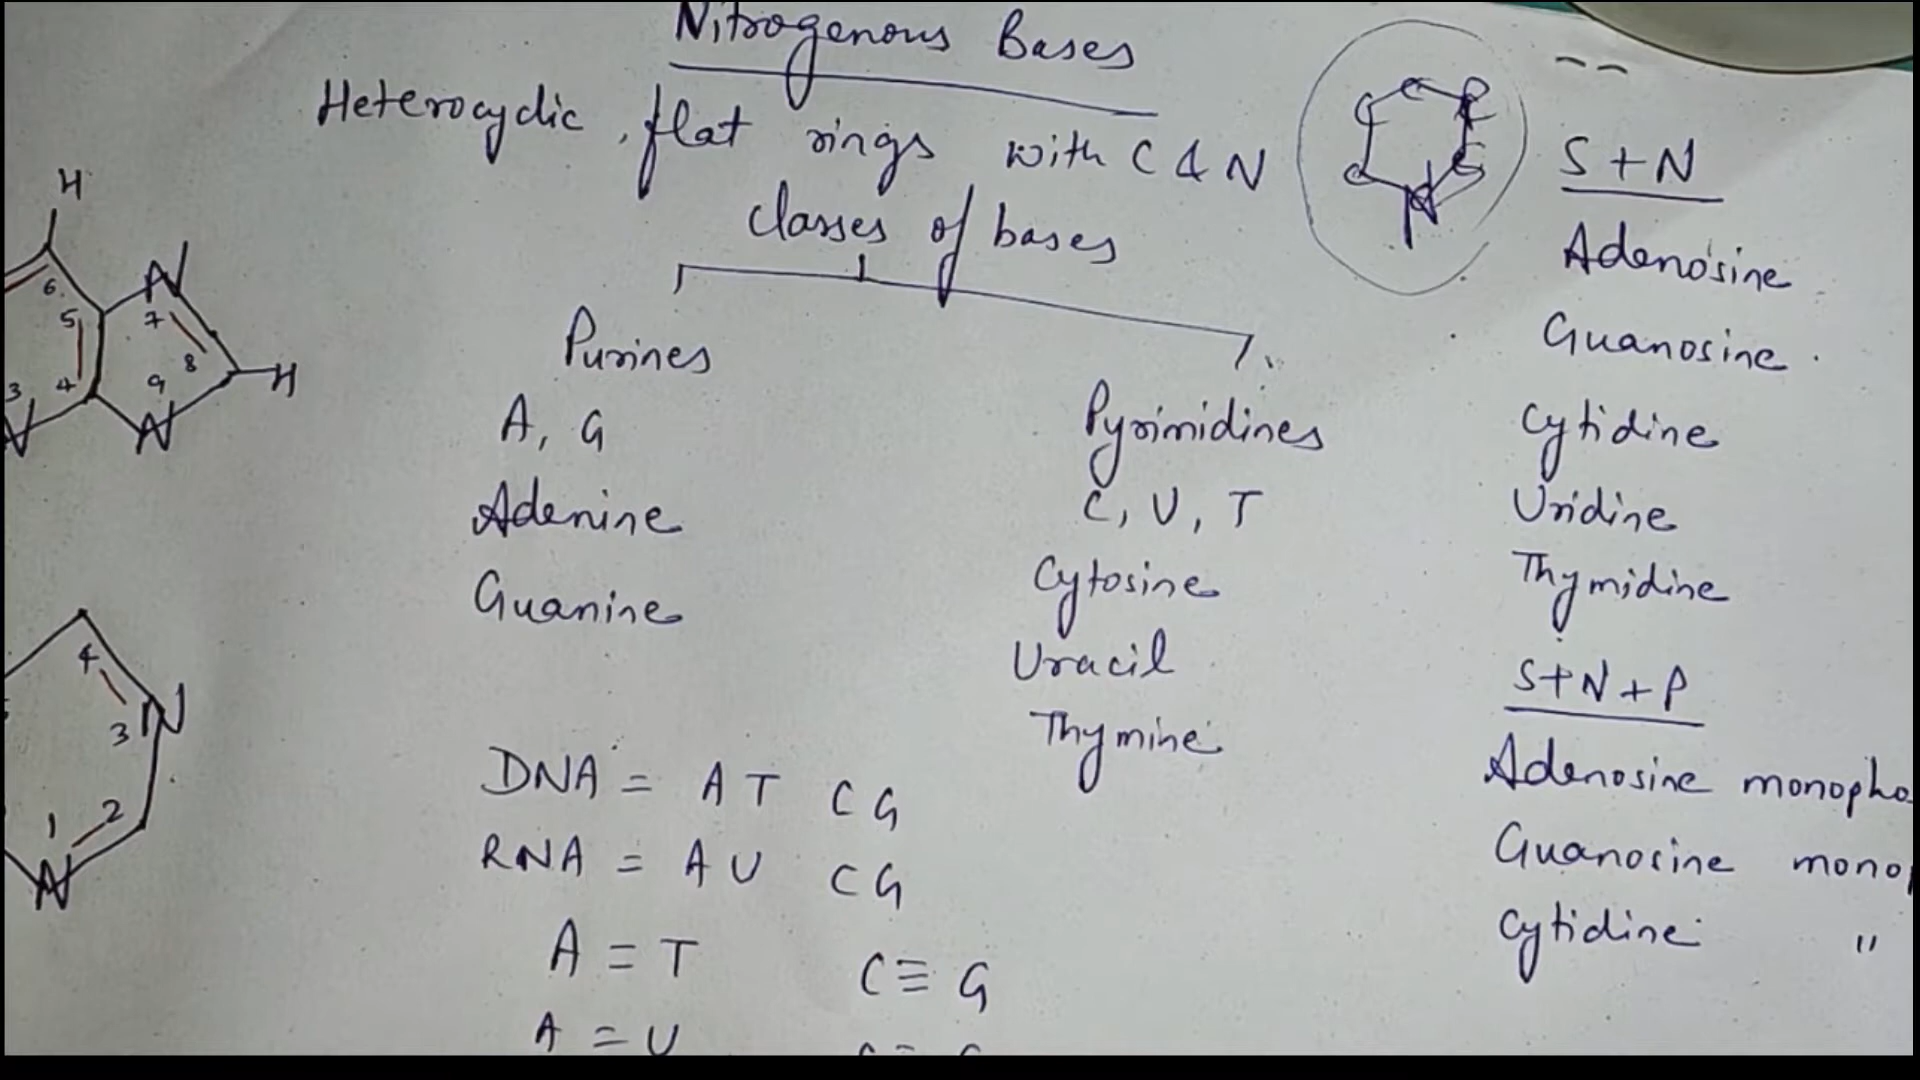 Nitrogenous Bases
Heterocyclic, flat rings with C & N
classes of bases
Purines
A, G
Adenine
Guanine
Pyrimidines
C, U, T
Cytosine
Uracil
Thymine
DNA = A T C G
RNA = A U C G
A = T C ≡ G
A = U
S + N
Adenosine
Guanosine
Cytidine
Uridine
Thymidine
S + N + P
Adenosine monopho
Guanosine mono
Cytidine "
H
6
5
N
7
8
H
3
4
9
N
N
4
3
N
1
2
N